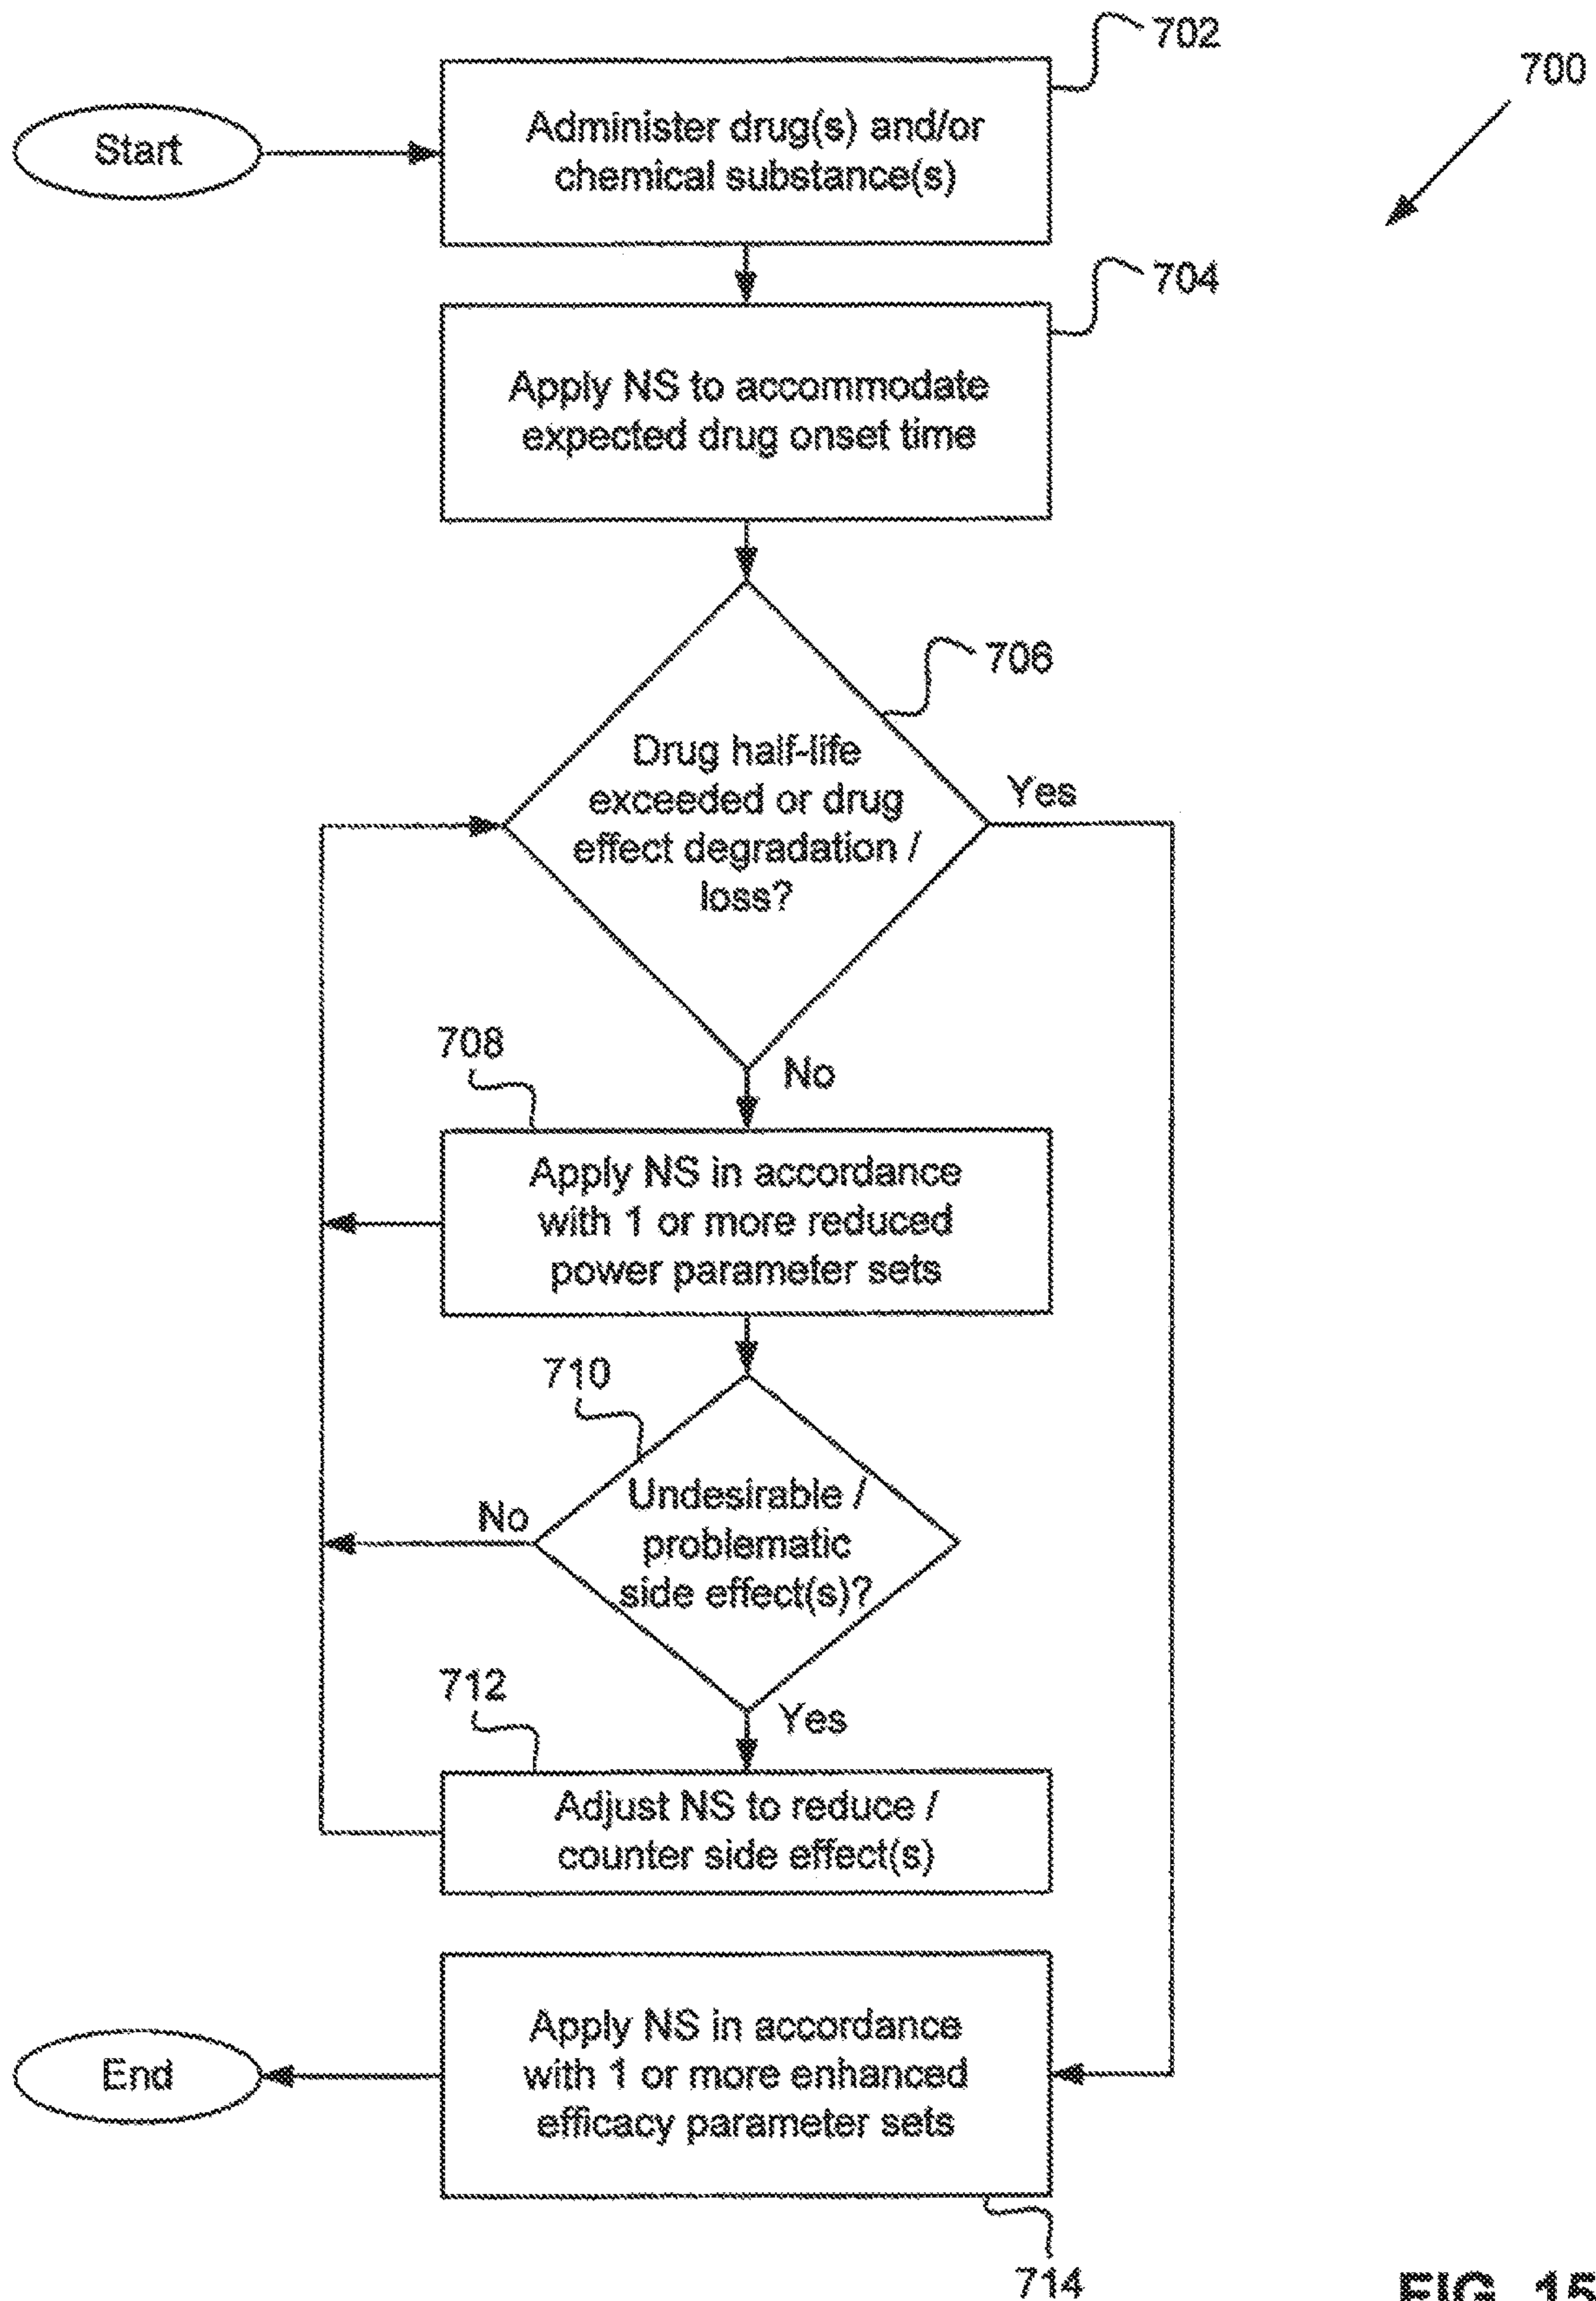 702
700
Start
Administer drug(s) and/or
chemical substance(s)
704
Apply NS to accommodate
expected drug onset time
706
Drug half-life
exceeded or drug
effect degradation /
loss?
Yes
708
No
Apply NS in accordance
with 1 or more reduced
power parameter sets
710
Undesirable /
problematic
side effect(s)?
No
712
Yes
Adjust NS to reduce /
counter side effect(s)
Apply NS in accordance
with 1 or more enhanced
efficacy parameter sets
End
714
FIG. 15